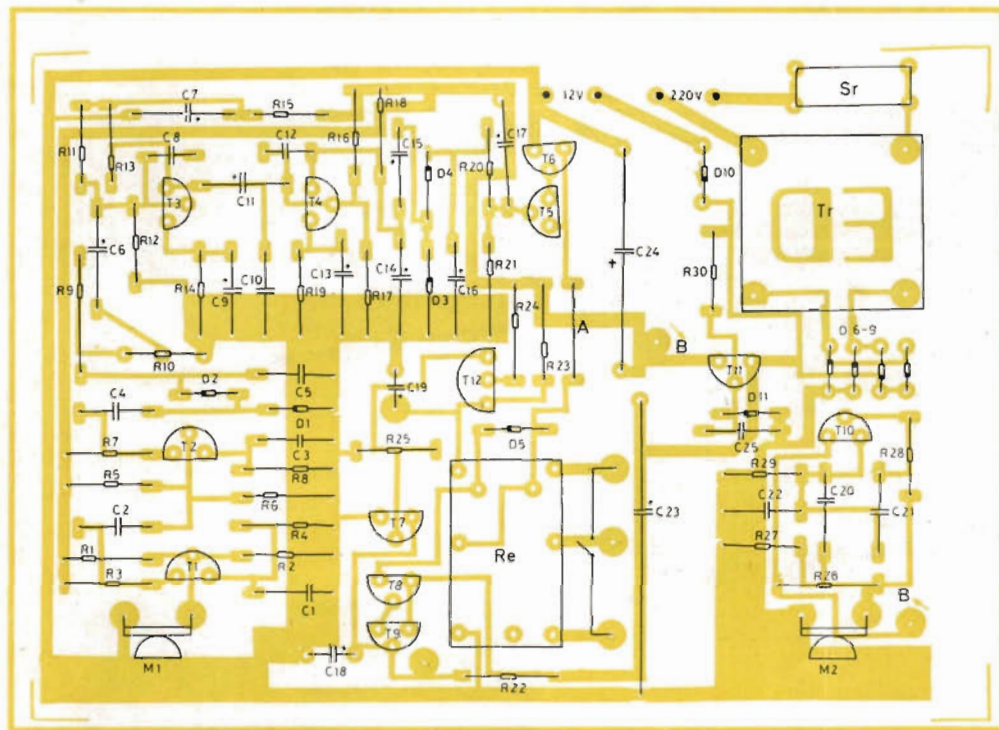 C7
R15
R18
12V
220V
Sr
R11
R13
C8
C12
R16
C15
R20
C17
T6
D10
T3
C11
T4
D4
T5
Tr
ED
C6
R12
R9
R14
C9
C10
R19
C13
R17
C14
D3
C16
R21
R24
A
R23
C24
R30
B
D6-9
R10
D2
C5
C19
T12
T11
C4
D1
D11
T2
C3
R25
D5
C25
T10
R7
R8
R28
R5
R6
R29
C2
R4
T7
Re
C23
C22
C20
C21
R1
R2
R27
R3
T1
C1
T8
R26
B
T9
M1
C18
R22
M2